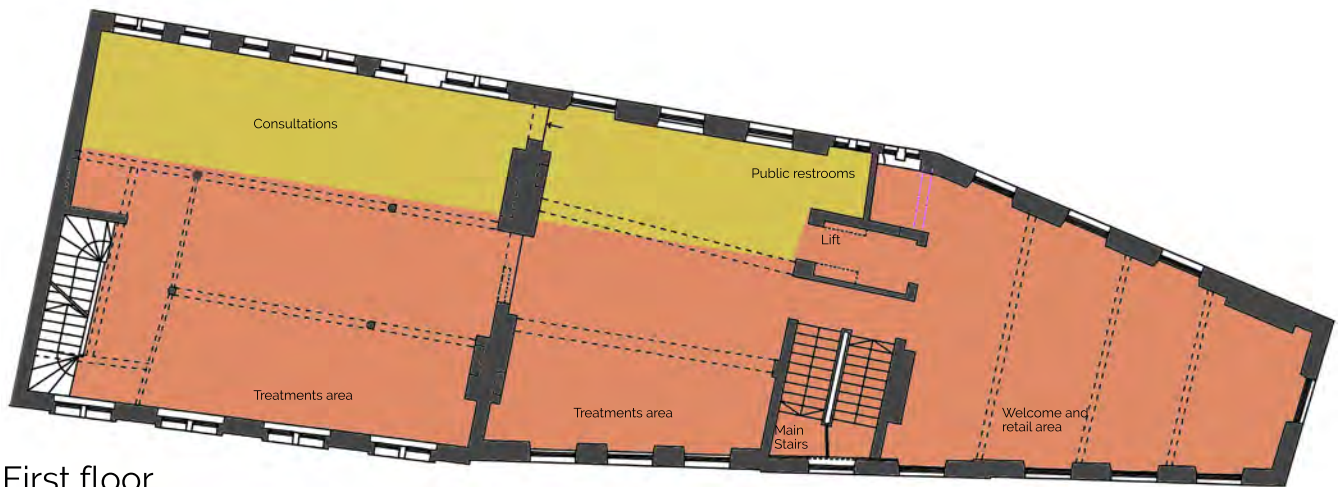 Consultations
Public restrooms
Lift
Treatments area
Treatments area
Main
Stairs
Welcome and
retail area
First floor